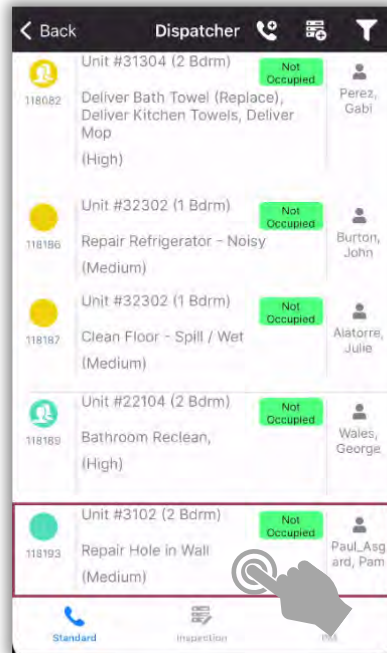 Back Dispatcher
Unit #31304 (2 Bdrm)
Not Occupied
118082
Deliver Bath Towel (Replace),
Deliver Kitchen Towels, Deliver
Mop
(High)
Perez,
Gabi
Unit #32302 (1 Bdrm)
Not Occupied
118186
Repair Refrigerator - Noisy
(Medium)
Burton,
John
Unit #32302 (1 Bdrm)
Not Occupied
118187
Clean Floor - Spill / Wet
(Medium)
Alatorre,
Julie
Unit #22104 (2 Bdrm)
Not Occupied
118189
Bathroom Reclean,
(High)
Wales,
George
Unit #3102 (2 Bdrm)
Not Occupied
118193
Repair Hole in Wall
(Medium)
Paul_Asg
ard, Pam
Standard Inspection PM